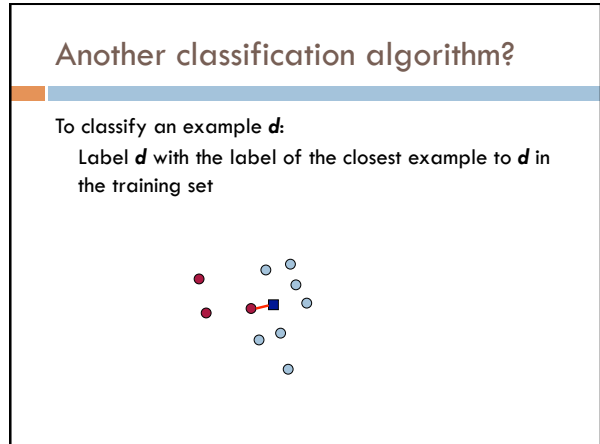 Another classification algorithm?
To classify an example d:
Label d with the label of the closest example to d in
the training set